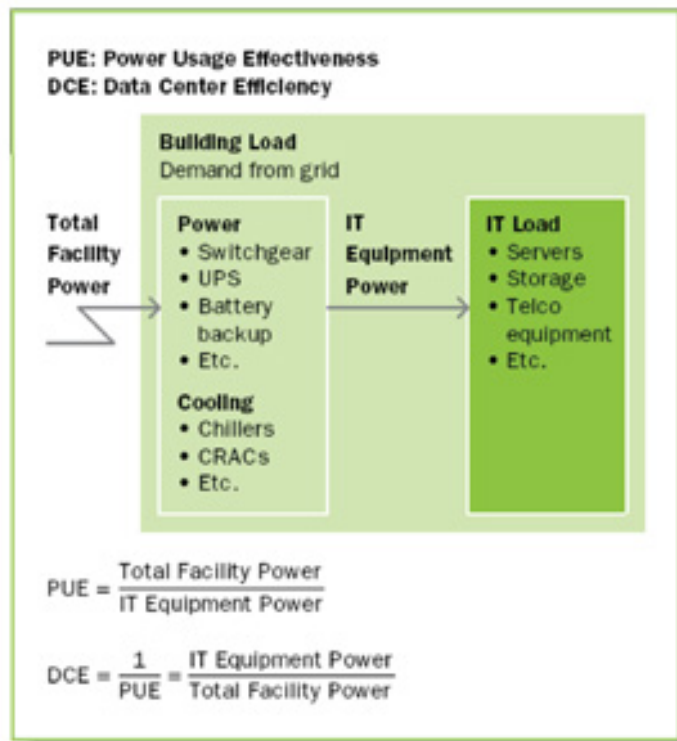 PUE: Power Usage Effectiveness
DCE: Data Center Efficiency
Building Load
Demand from grid
Total
Facility
Power
Power
• Switchgear
• UPS
• Battery
backup
• Etc.
Cooling
• Chillers
• CRACs
• Etc.
IT
Equipment
Power
IT Load
• Servers
• Storage
• Telco
equipment
• Etc.
PUE = Total Facility Power / IT Equipment Power
DCE = 1 / PUE = IT Equipment Power / Total Facility Power